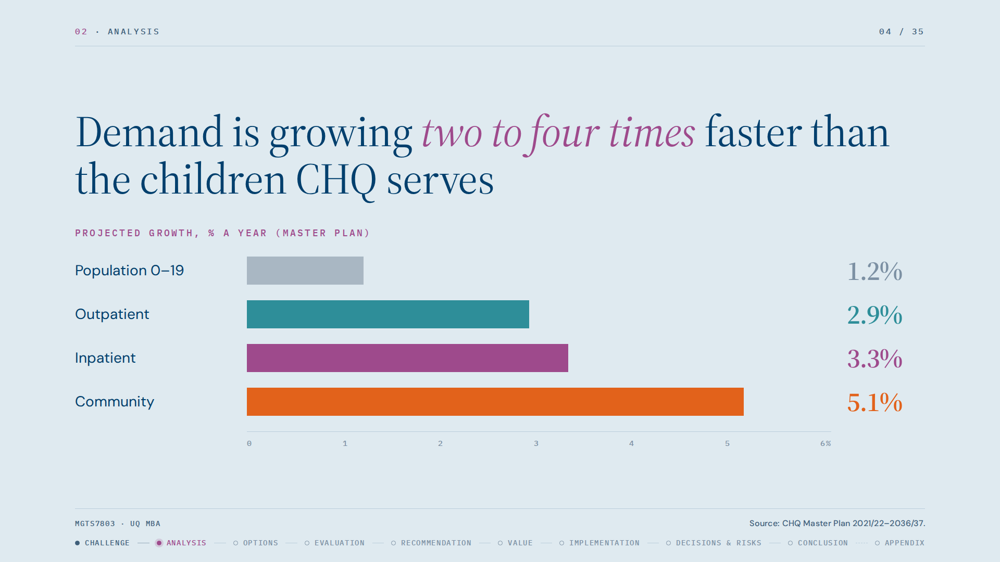 02 · ANALYSIS
04 / 35
Demand is growing two to four times faster than
the children CHQ serves
PROJECTED GROWTH, % A YEAR (MASTER PLAN)
Population 0–19
1.2%
Outpatient
2.9%
Inpatient
3.3%
Community
5.1%
0 1 2 3 4 5 6%
MGTS7803 · UQ MBA
Source: CHQ Master Plan 2021/22–2036/37.
CHALLENGE ANALYSIS OPTIONS EVALUATION RECOMMENDATION VALUE IMPLEMENTATION DECISIONS & RISKS CONCLUSION APPENDIX